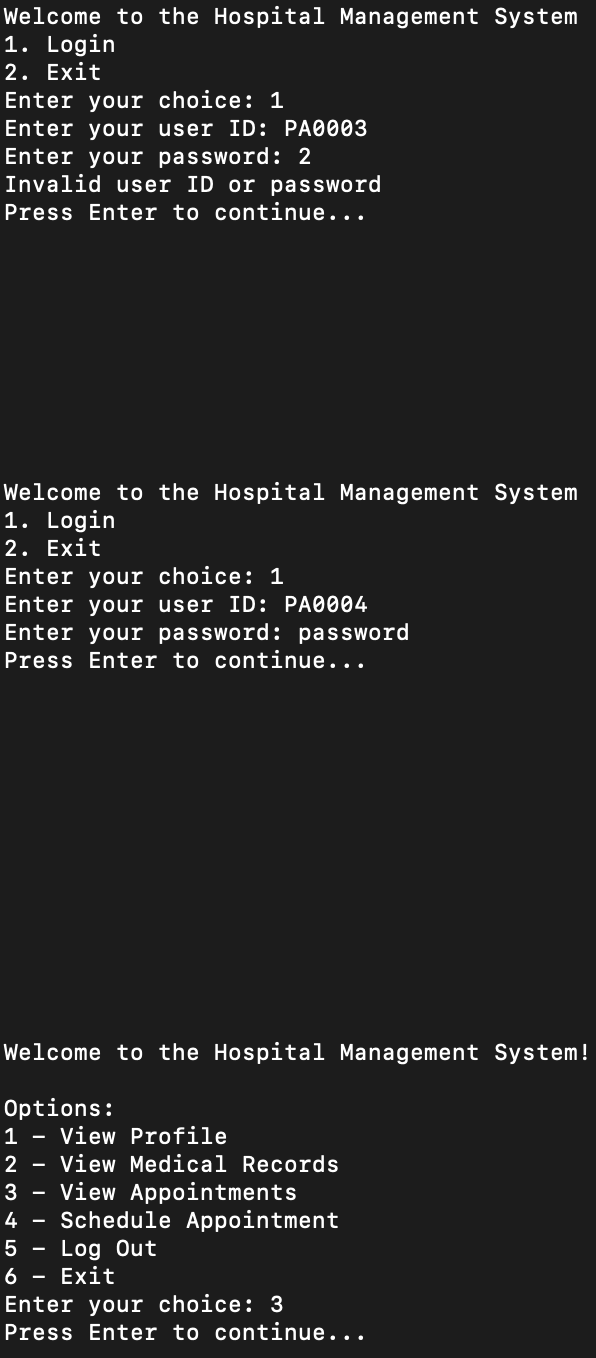 Welcome to the Hospital Management System
1. Login
2. Exit
Enter your choice: 1
Enter your user ID: PA0003
Enter your password: 2
Invalid user ID or password
Press Enter to continue...
Welcome to the Hospital Management System
1. Login
2. Exit
Enter your choice: 1
Enter your user ID: PA0004
Enter your password: password
Press Enter to continue...
Welcome to the Hospital Management System!
Options:
1 – View Profile
2 – View Medical Records
3 – View Appointments
4 – Schedule Appointment
5 – Log Out
6 – Exit
Enter your choice: 3
Press Enter to continue...